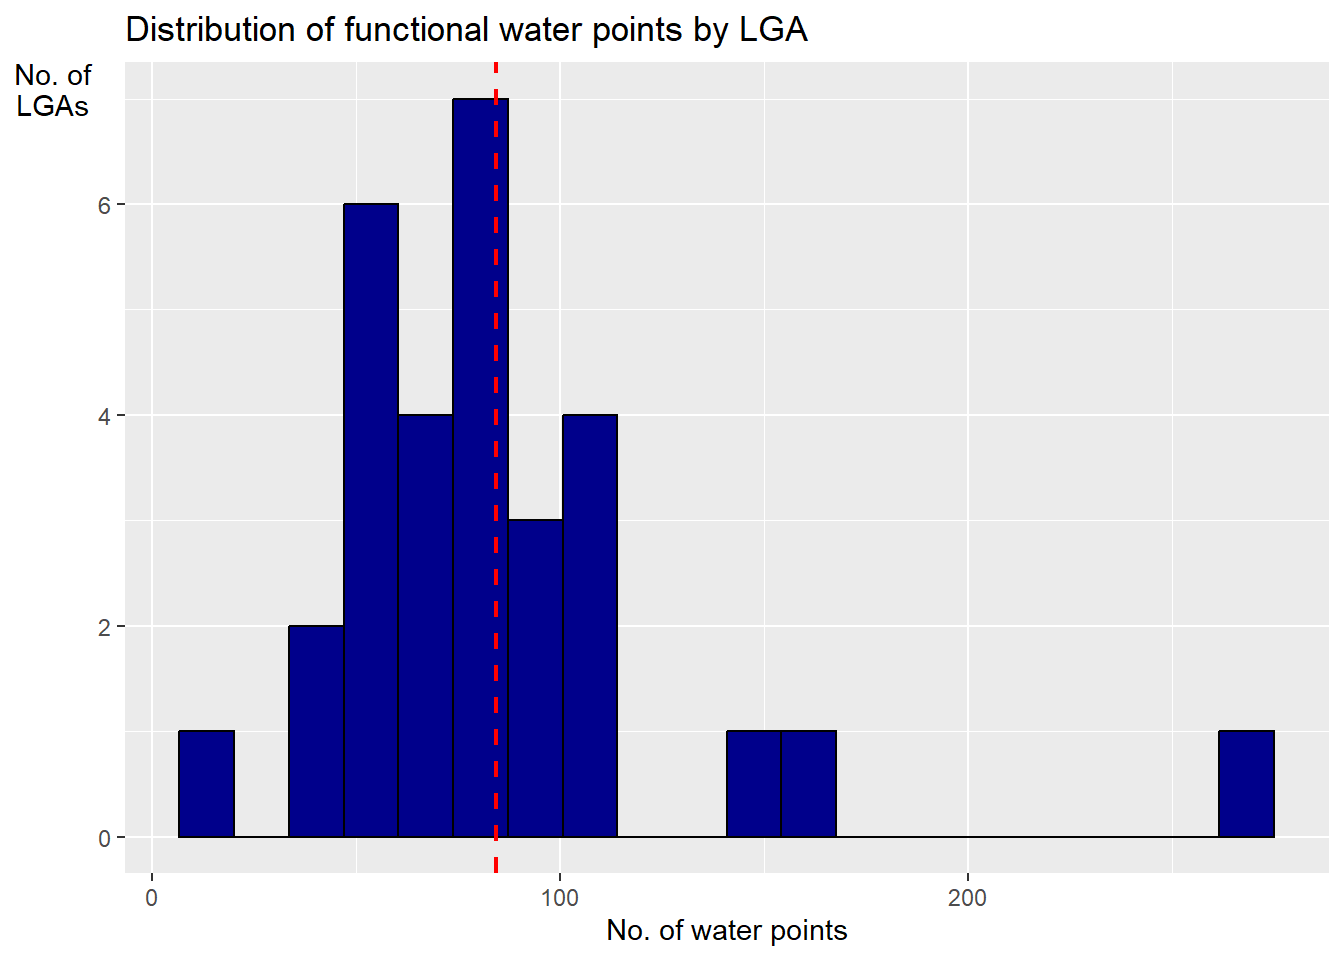 Distribution of functional water points by LGA
No. of
LGAs
6
4
2
0
0
100
200
No. of water points